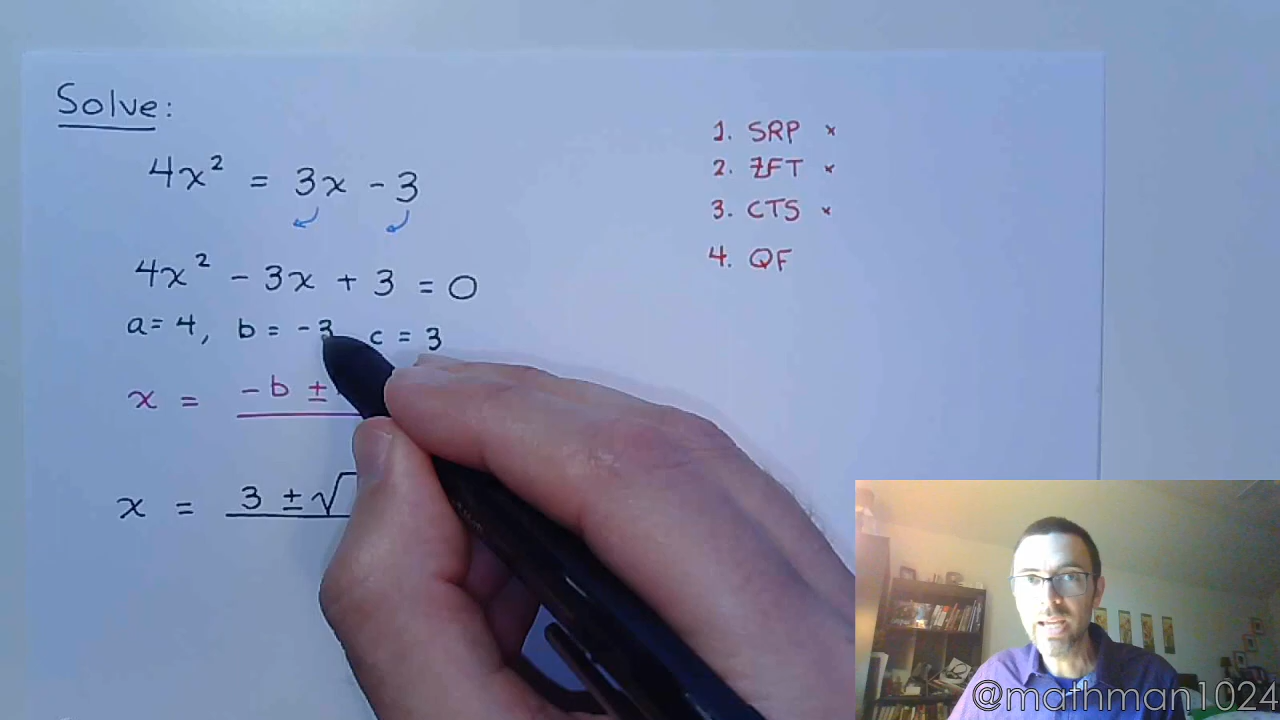 Solve:
4x² = 3x - 3
4x² - 3x + 3 = 0
a = 4, b = -3 c = 3
x = -b ±
x = 3 ± √
1. SRP ×
2. ZFT ×
3. CTS ×
4. QF
@mathman1024